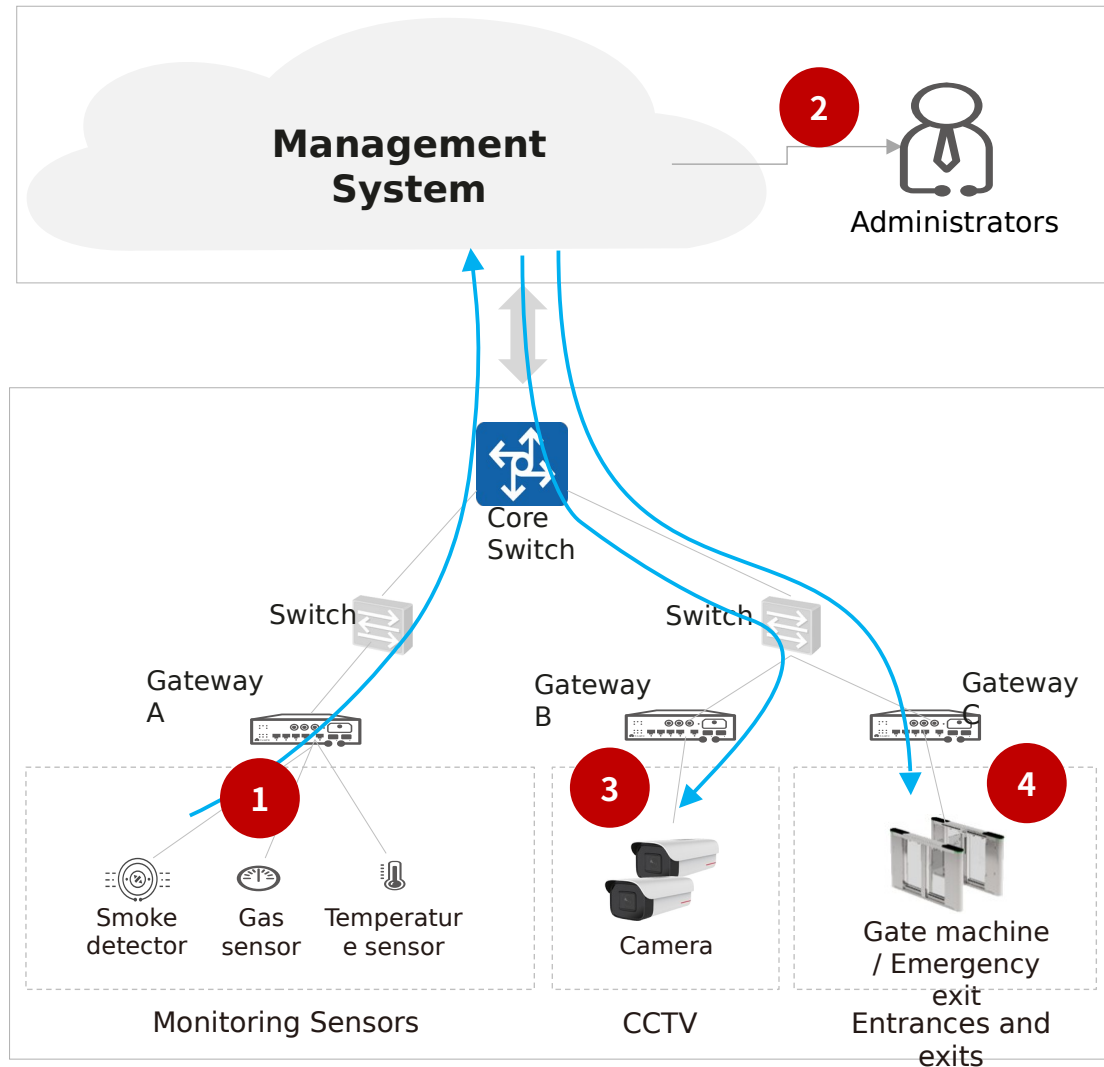 Management
System
2
Administrators
Core
Switch
Switch
Switch
Gateway
A
Gateway
B
Gateway
C
1
3
4
Smoke
detector
Gas
sensor
Temperatur
e sensor
Camera
Gate machine
/ Emergency
exit
Monitoring Sensors
CCTV
Entrances and
exits